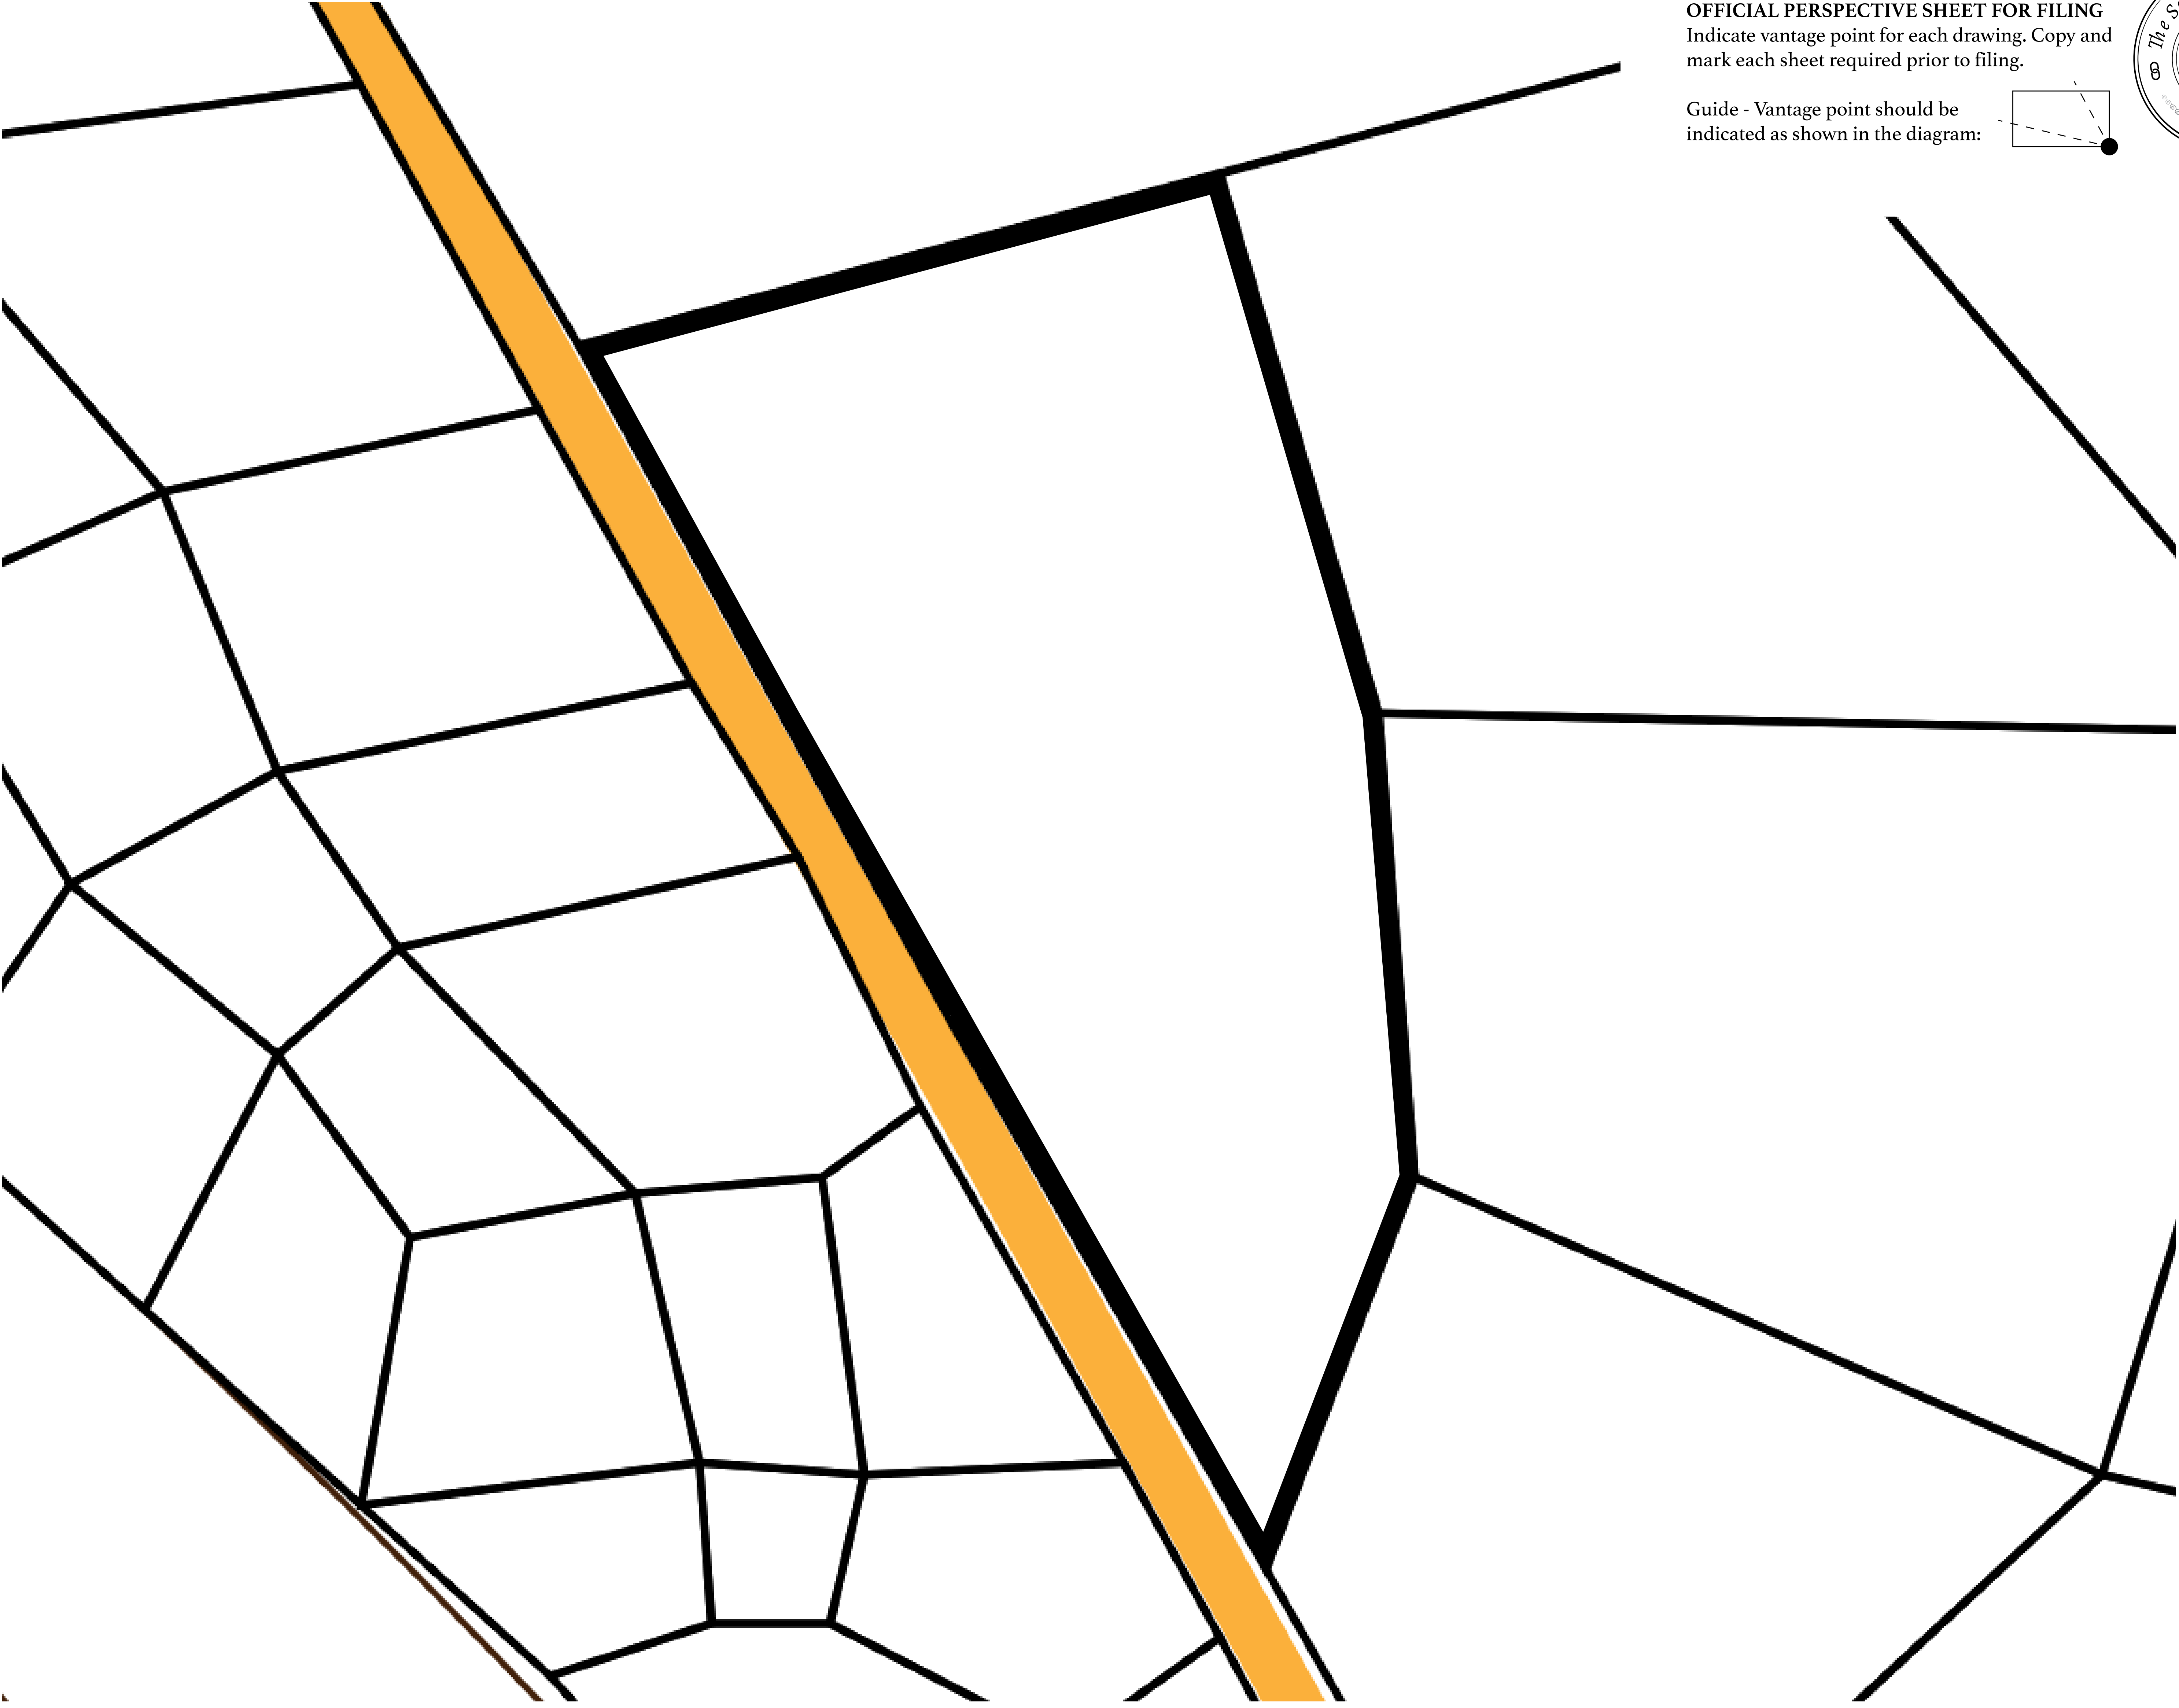 OFFICIAL PERSPECTIVE SHEET FOR FILING
Indicate vantage point for each drawing. Copy and
mark each sheet required prior to filing.
Guide - Vantage point should be
indicated as shown in the diagram:
The